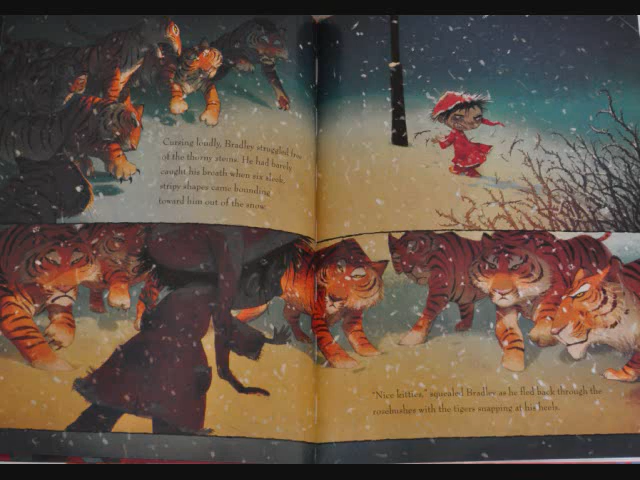 Cursing loudly, Bradley struggled free
of the thorny stems. He had barely
caught his breath when six sleek,
stripy shapes came bounding
toward him out of the snow.
"Nice kitties," squealed Bradley as he fled back through the
rosebushes with the tigers snapping at his heels.